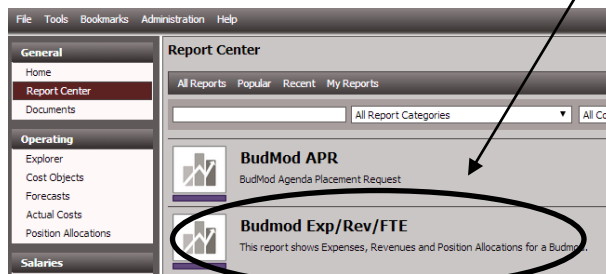 File Tools Bookmarks Administration Help
General
Home
Report Center
Documents
Operating
Explorer
Cost Objects
Forecasts
Actual Costs
Position Allocations
Salaries
Report Center
All Reports Popular Recent My Reports
All Report Categories
All Co
BudMod APR
BudMod Agenda Placement Request
Budmod Exp/Rev/FTE
This report shows Expenses, Revenues and Position Allocations for a Budmod.